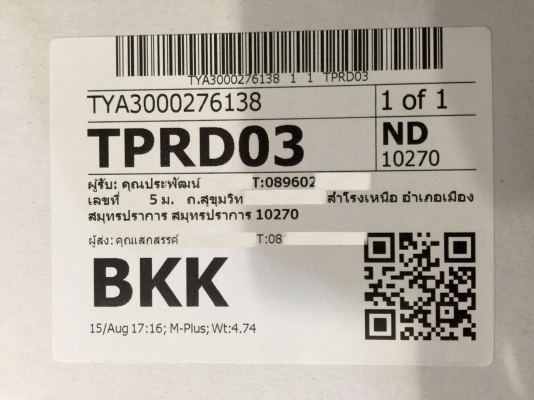 TYA3000276138 1 1 TPRD03
TYA3000276138 1 of 1
TPRD03 ND
10270
ผู้รับ: คุณประพัฒน์ T:089602
เลขที่ 5 ม. ถ.สุขุมวิท สำโรงเหนือ อำเภอเมือง
สมุทรปราการ สมุทรปราการ 10270
ผู้ส่ง: คุณเสกสรรค์ T:08
BKK
15/Aug 17:16; M-Plus; Wt:4.74